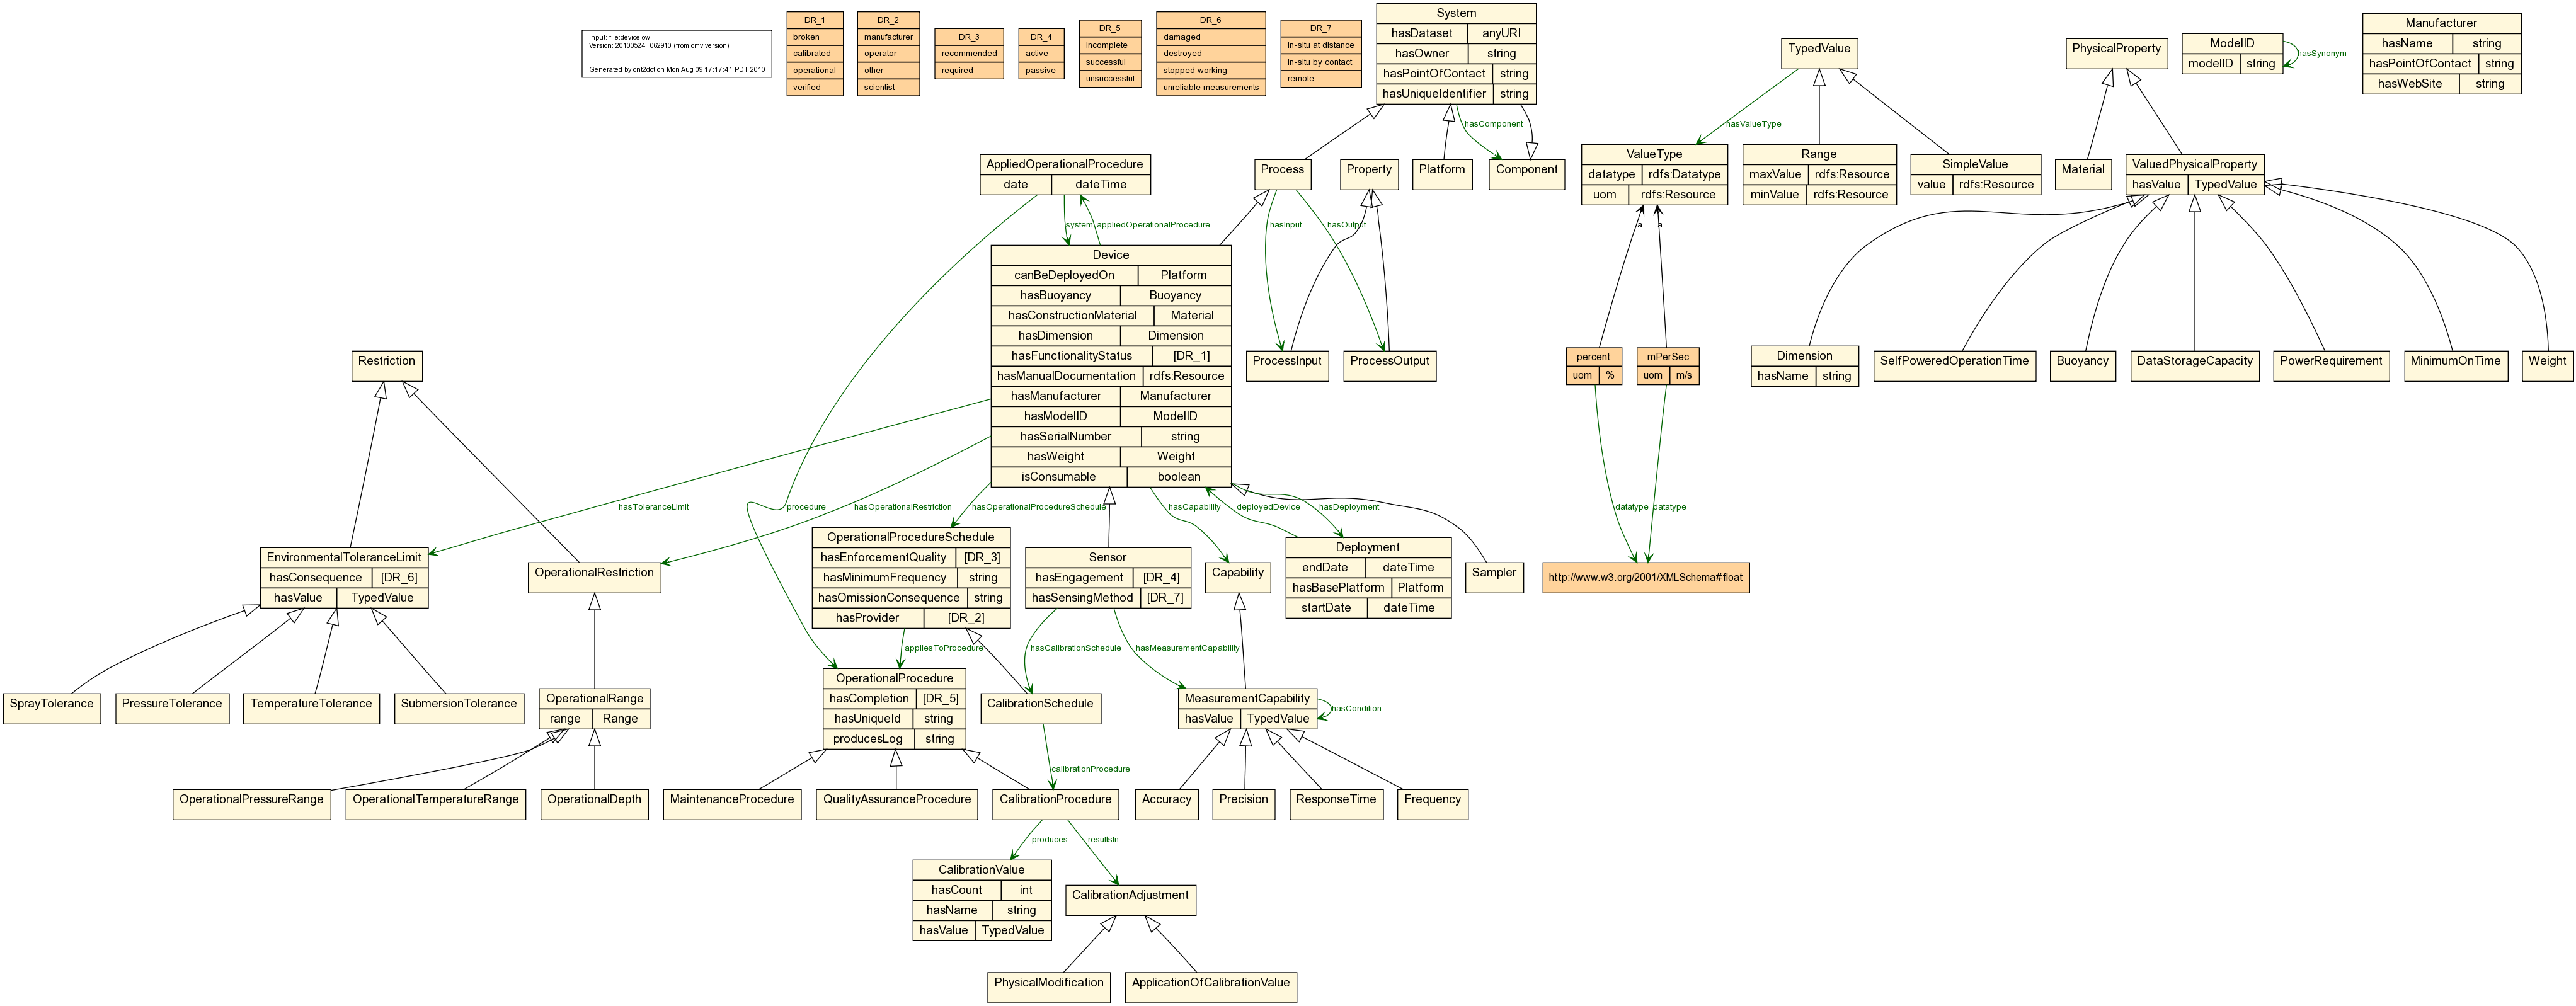 Input: file:device.owl
Version: 20100524T062910 (from omv:version)
Generated by ont2dot on Mon Aug 09 17:17:41 PDT 2010
DR_1
broken
calibrated
operational
verified
DR_2
manufacturer
operator
other
scientist
DR_3
recommended
required
DR_4
active
passive
DR_5
incomplete
successful
unsuccessful
DR_6
damaged
destroyed
stopped working
unreliable measurements
DR_7
in-situ at distance
in-situ by contact
remote
System
hasDataset anyURI
hasOwner string
hasPointOfContact string
hasUniqueIdentifier string
hasComponent
TypedValue
hasValueType
PhysicalProperty
ModelID
modelID string
hasSynonym
Manufacturer
hasName string
hasPointOfContact string
hasWebSite string
AppliedOperationalProcedure
date dateTime
system
appliedOperationalProcedure
Process
hasInput
hasOutput
Property
Platform
Component
ValueType
datatype rdfs:Datatype
uom rdfs:Resource
a
a
Range
maxValue rdfs:Resource
minValue rdfs:Resource
SimpleValue
value rdfs:Resource
Material
ValuedPhysicalProperty
hasValue TypedValue
Device
canBeDeployedOn Platform
hasBuoyancy Buoyancy
hasConstructionMaterial Material
hasDimension Dimension
hasFunctionalityStatus [DR_1]
hasManualDocumentation rdfs:Resource
hasManufacturer Manufacturer
hasModelID ModelID
hasSerialNumber string
hasWeight Weight
isConsumable boolean
Restriction
ProcessInput
ProcessOutput
percent
uom %
mPerSec
uom m/s
Dimension
hasName string
SelfPoweredOperationTime
Buoyancy
DataStorageCapacity
PowerRequirement
MinimumOnTime
Weight
hasToleranceLimit
procedure
hasOperationalRestriction
hasOperationalProcedureSchedule
hasCapability
deployedDevice
hasDeployment
datatype
datatype
EnvironmentalToleranceLimit
hasConsequence [DR_6]
hasValue TypedValue
OperationalRestriction
OperationalProcedureSchedule
hasEnforcementQuality [DR_3]
hasMinimumFrequency string
hasOmissionConsequence string
hasProvider [DR_2]
Sensor
hasEngagement [DR_4]
hasSensingMethod [DR_7]
Capability
Deployment
endDate dateTime
hasBasePlatform Platform
startDate dateTime
Sampler
http://www.w3.org/2001/XMLSchema#float
appliesToProcedure
hasCalibrationSchedule
hasMeasurementCapability
SprayTolerance
PressureTolerance
TemperatureTolerance
SubmersionTolerance
OperationalRange
range Range
OperationalProcedure
hasCompletion [DR_5]
hasUniqueId string
producesLog string
CalibrationSchedule
MeasurementCapability
hasValue TypedValue
hasCondition
calibrationProcedure
OperationalPressureRange
OperationalTemperatureRange
OperationalDepth
MaintenanceProcedure
QualityAssuranceProcedure
CalibrationProcedure
Accuracy
Precision
ResponseTime
Frequency
produces
resultsIn
CalibrationValue
hasCount int
hasName string
hasValue TypedValue
CalibrationAdjustment
PhysicalModification
ApplicationOfCalibrationValue